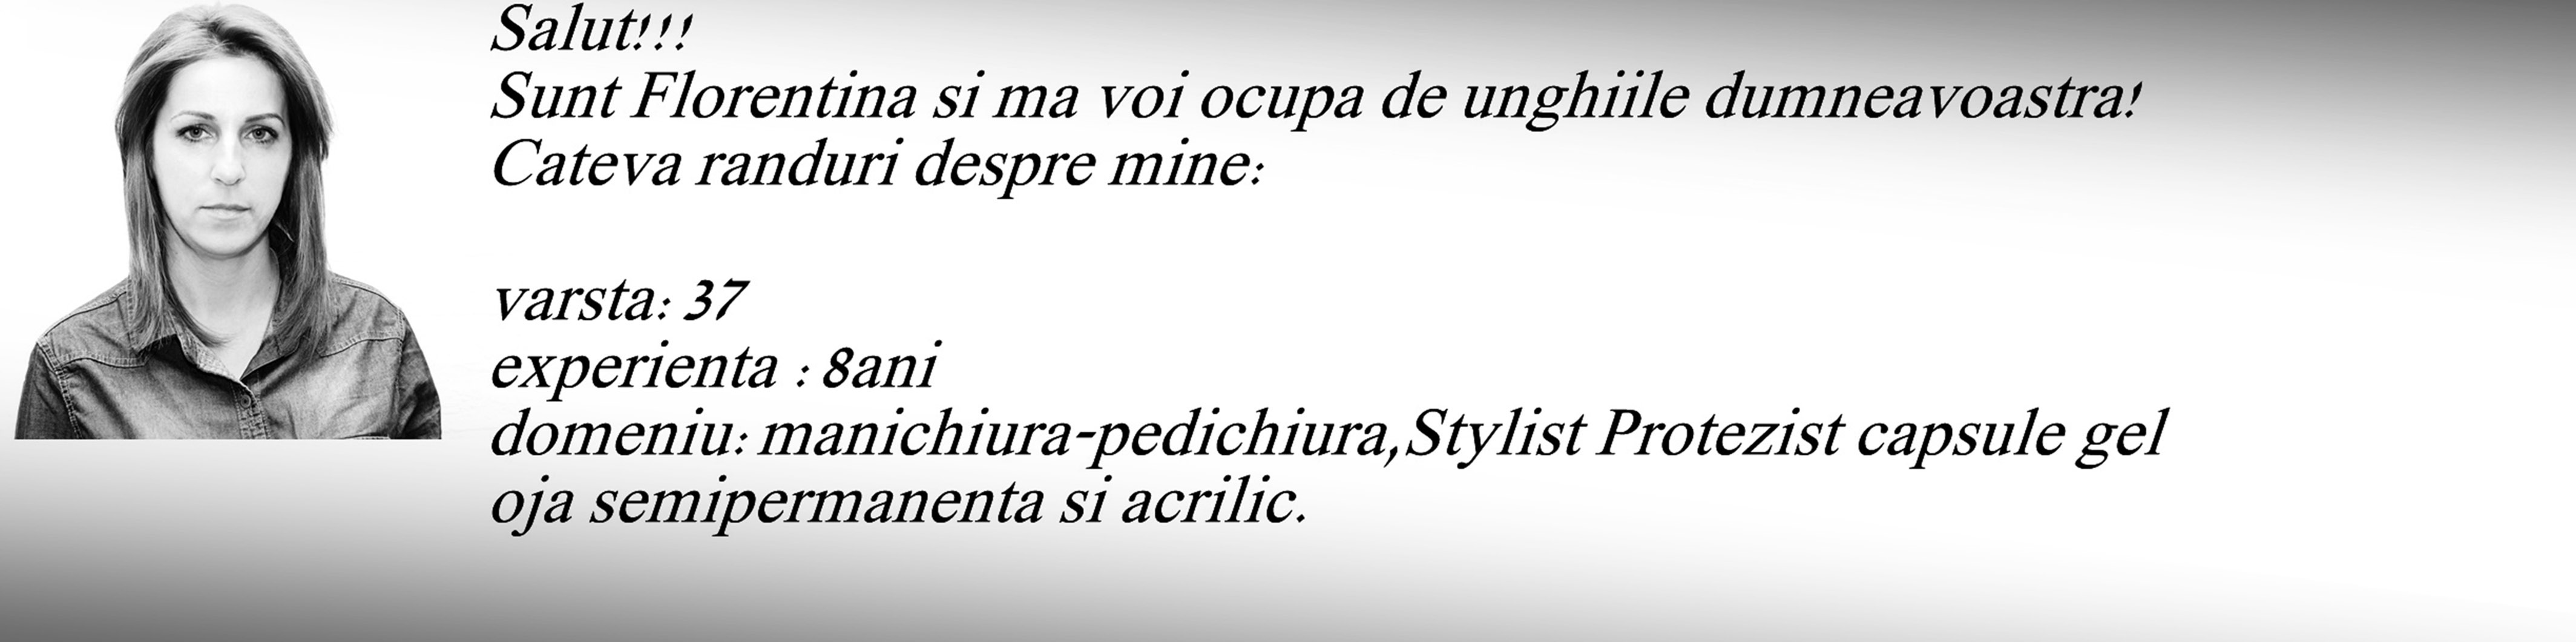 Salut!!!
Sunt Florentina si ma voi ocupa de unghiile dumneavoastra!
Cateva randuri despre mine:
varsta: 37
experienta : 8ani
domeniu: manichiura-pedichiura,Stylist Protezist capsule gel
oja semipermanenta si acrilic.